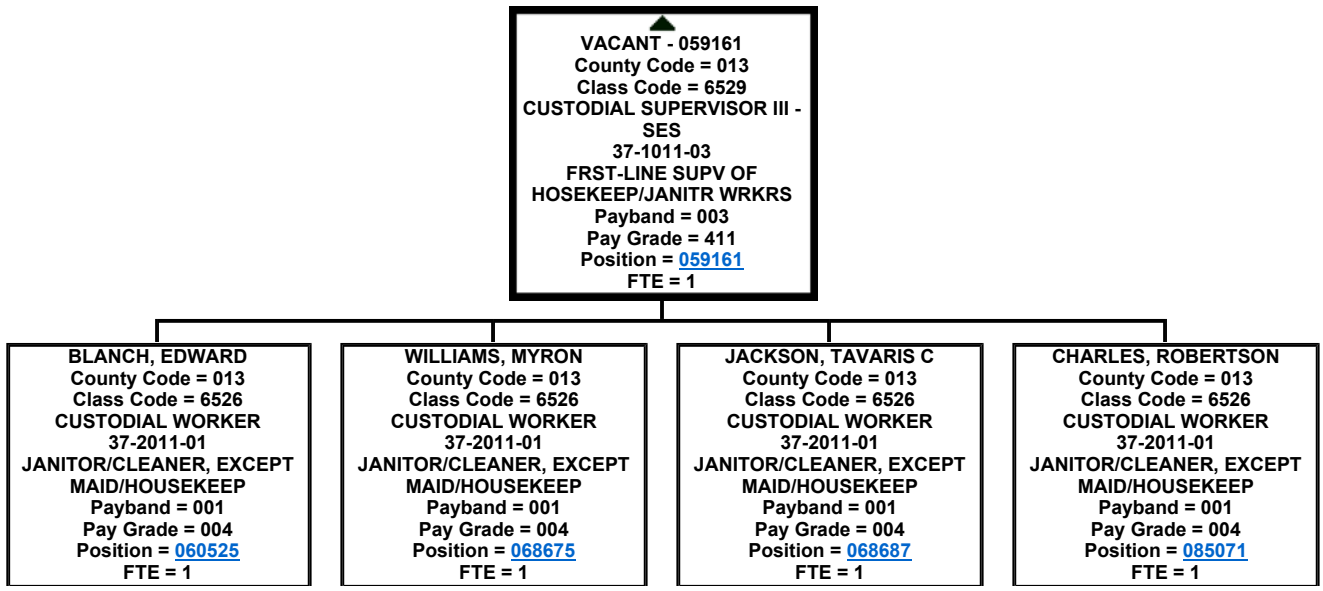 VACANT - 059161
County Code = 013
Class Code = 6529
CUSTODIAL SUPERVISOR III -
SES
37-1011-03
FRST-LINE SUPV OF
HOSEKEEP/JANITR WRKRS
Payband = 003
Pay Grade = 411
Position = 059161
FTE = 1
BLANCH, EDWARD
County Code = 013
Class Code = 6526
CUSTODIAL WORKER
37-2011-01
JANITOR/CLEANER, EXCEPT
MAID/HOUSEKEEP
Payband = 001
Pay Grade = 004
Position = 060525
FTE = 1
WILLIAMS, MYRON
County Code = 013
Class Code = 6526
CUSTODIAL WORKER
37-2011-01
JANITOR/CLEANER, EXCEPT
MAID/HOUSEKEEP
Payband = 001
Pay Grade = 004
Position = 068675
FTE = 1
JACKSON, TAVARIS C
County Code = 013
Class Code = 6526
CUSTODIAL WORKER
37-2011-01
JANITOR/CLEANER, EXCEPT
MAID/HOUSEKEEP
Payband = 001
Pay Grade = 004
Position = 068687
FTE = 1
CHARLES, ROBERTSON
County Code = 013
Class Code = 6526
CUSTODIAL WORKER
37-2011-01
JANITOR/CLEANER, EXCEPT
MAID/HOUSEKEEP
Payband = 001
Pay Grade = 004
Position = 085071
FTE = 1